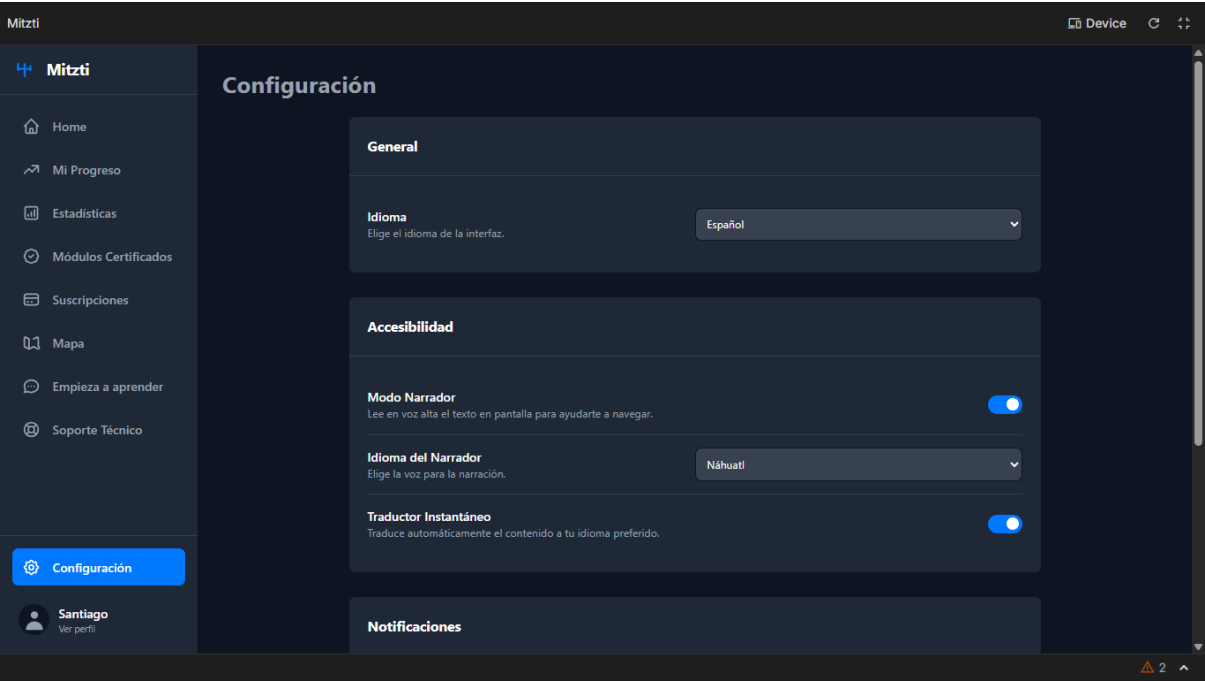 Mitzti
Device
Mitzti
Home
Mi Progreso
Estadísticas
Módulos Certificados
Suscripciones
Mapa
Empieza a aprender
Soporte Técnico
Configuración
Santiago
Ver perfil
Configuración
General
Idioma
Elige el idioma de la interfaz.
Español
Accesibilidad
Modo Narrador
Lee en voz alta el texto en pantalla para ayudarte a navegar.
Idioma del Narrador
Elige la voz para la narración.
Náhuatl
Traductor Instantáneo
Traduce automáticamente el contenido a tu idioma preferido.
Notificaciones
2